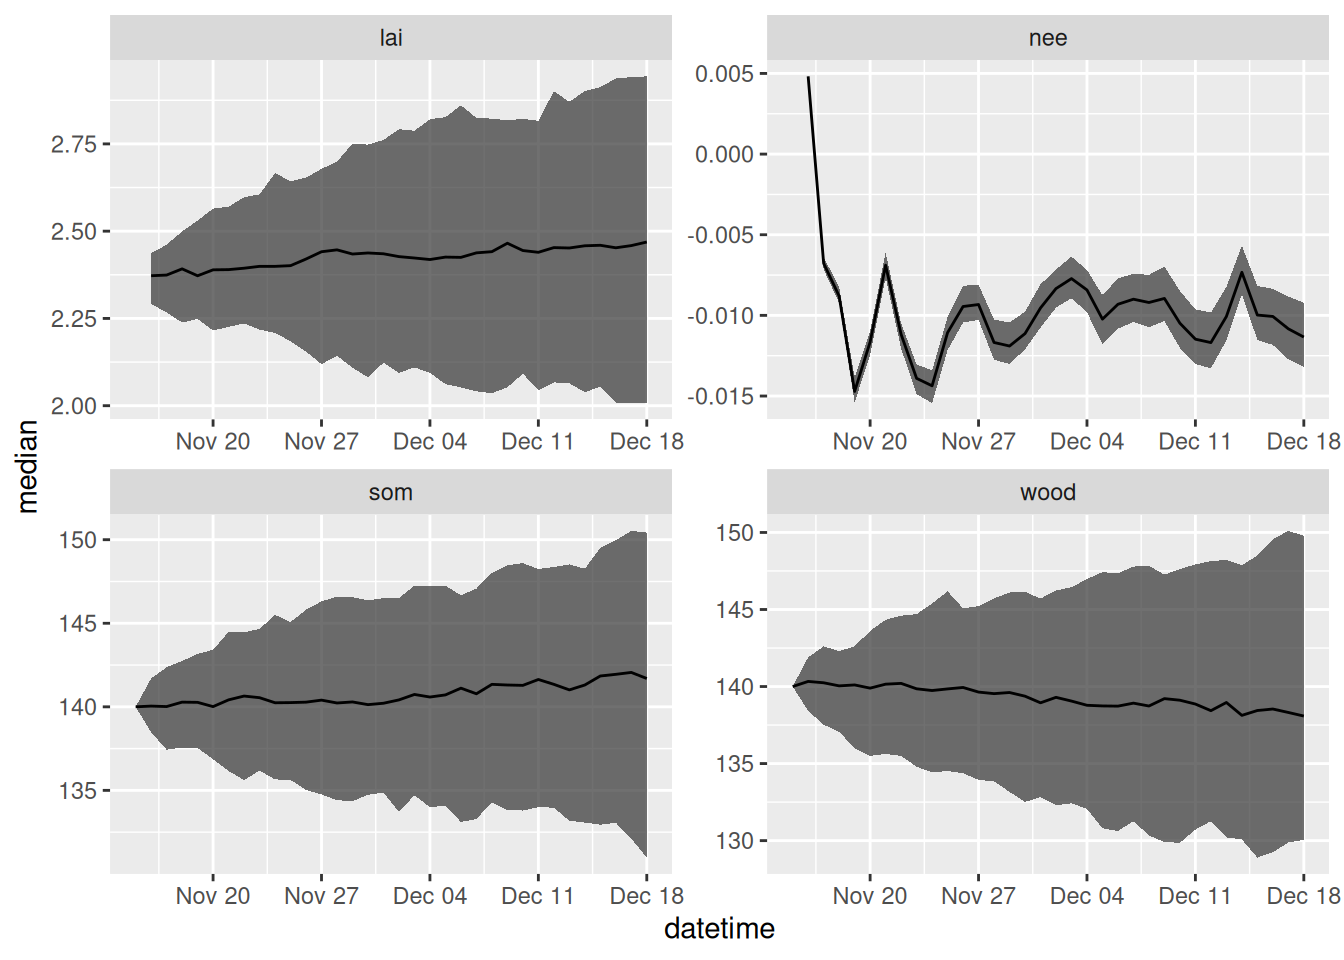 lai
nee
2.75
2.50
2.25
2.00
0.005
0.000
-0.005
-0.010
-0.015
Nov 20 Nov 27 Dec 04 Dec 11 Dec 18
Nov 20 Nov 27 Dec 04 Dec 11 Dec 18
median
som
wood
150
145
140
135
150
145
140
135
130
Nov 20 Nov 27 Dec 04 Dec 11 Dec 18
Nov 20 Nov 27 Dec 04 Dec 11 Dec 18
datetime